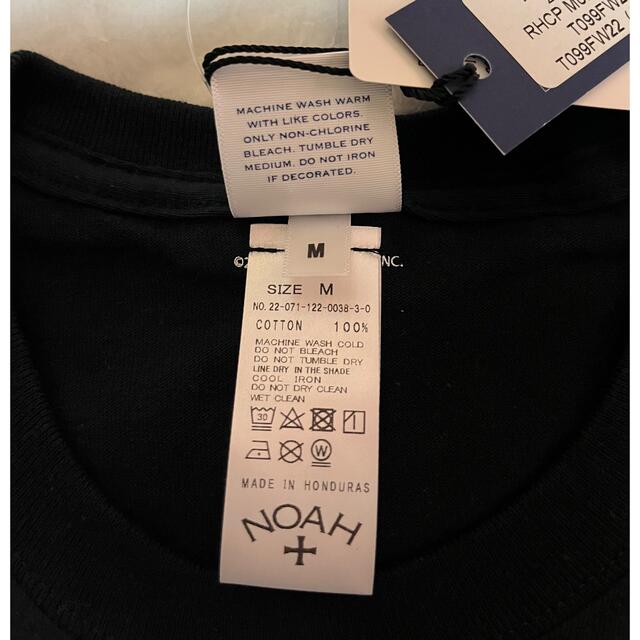 RHCP
T099FW22
T099FW22
MACHINE WASH WARM
WITH LIKE COLORS.
ONLY NON-CHLORINE
BLEACH. TUMBLE DRY
MEDIUM. DO NOT IRON
IF DECORATED.
M
© INC.
SIZE M
NO. 22-071-122-0038-3-0
COTTON 100%
MACHINE WASH COLD
DO NOT BLEACH
DO NOT TUMBLE DRY
LINE DRY IN THE SHADE
COOL IRON
DO NOT DRY CLEAN
WET CLEAN
30
W
MADE IN HONDURAS
NOAH